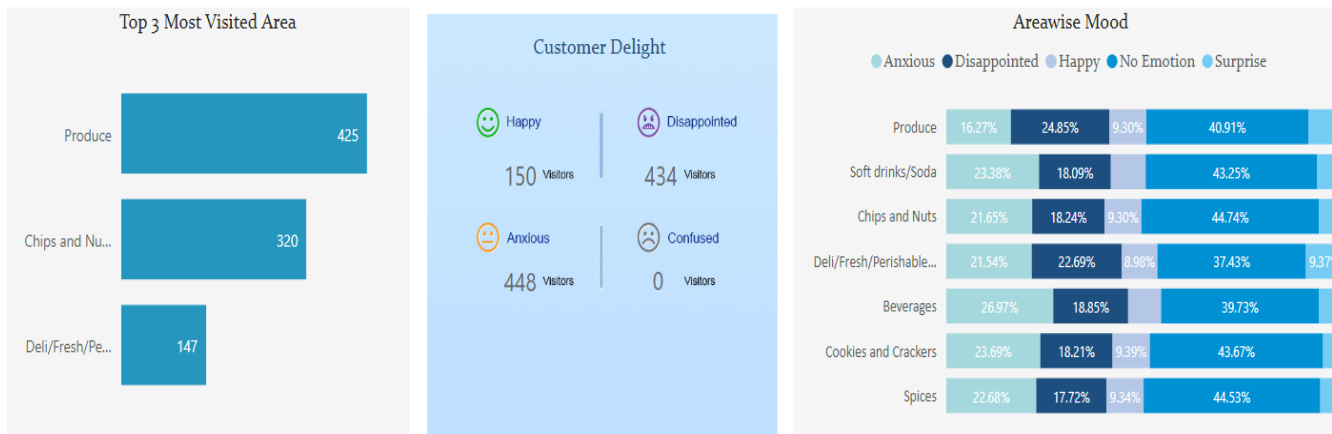 Top 3 Most Visited Area
Produce
425
Chips and Nu...
320
Deli/Fresh/Pe...
147
Customer Delight
Happy Disappointed
150 Visitors 434 Visitors
Anxious Confused
448 Visitors 0 Visitors
Areawise Mood
Anxious Disappointed Happy No Emotion Surprise
Produce 16.27% 24.85% 9.30% 40.91%
Soft drinks/Soda 23.38% 18.09% 43.25%
Chips and Nuts 21.65% 18.24% 9.30% 44.74%
Deli/Fresh/Perishable... 21.54% 22.69% 8.98% 37.43% 9.37%
Beverages 26.97% 18.85% 39.73%
Cookies and Crackers 23.69% 18.21% 9.39% 43.67%
Spices 22.68% 17.72% 9.34% 44.53%